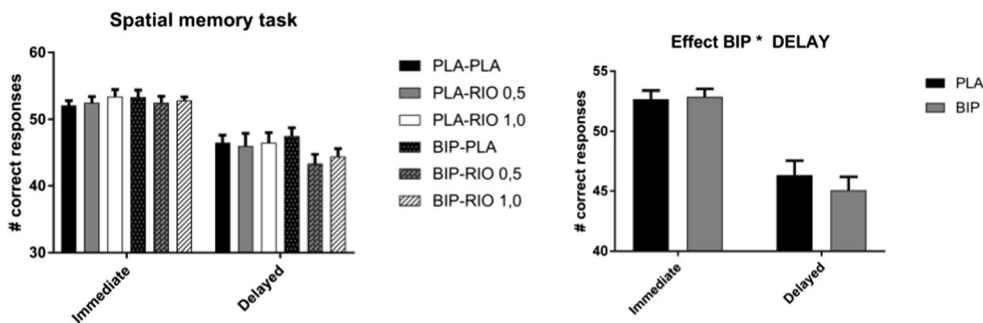 Spatial memory task
# correct responses
60
50
40
30
Immediate
Delayed
PLA-PLA
PLA-RIO 0,5
PLA-RIO 1,0
BIP-PLA
BIP-RIO 0,5
BIP-RIO 1,0
Effect BIP * DELAY
# correct responses
55
50
45
40
Immediate
Delayed
PLA
BIP